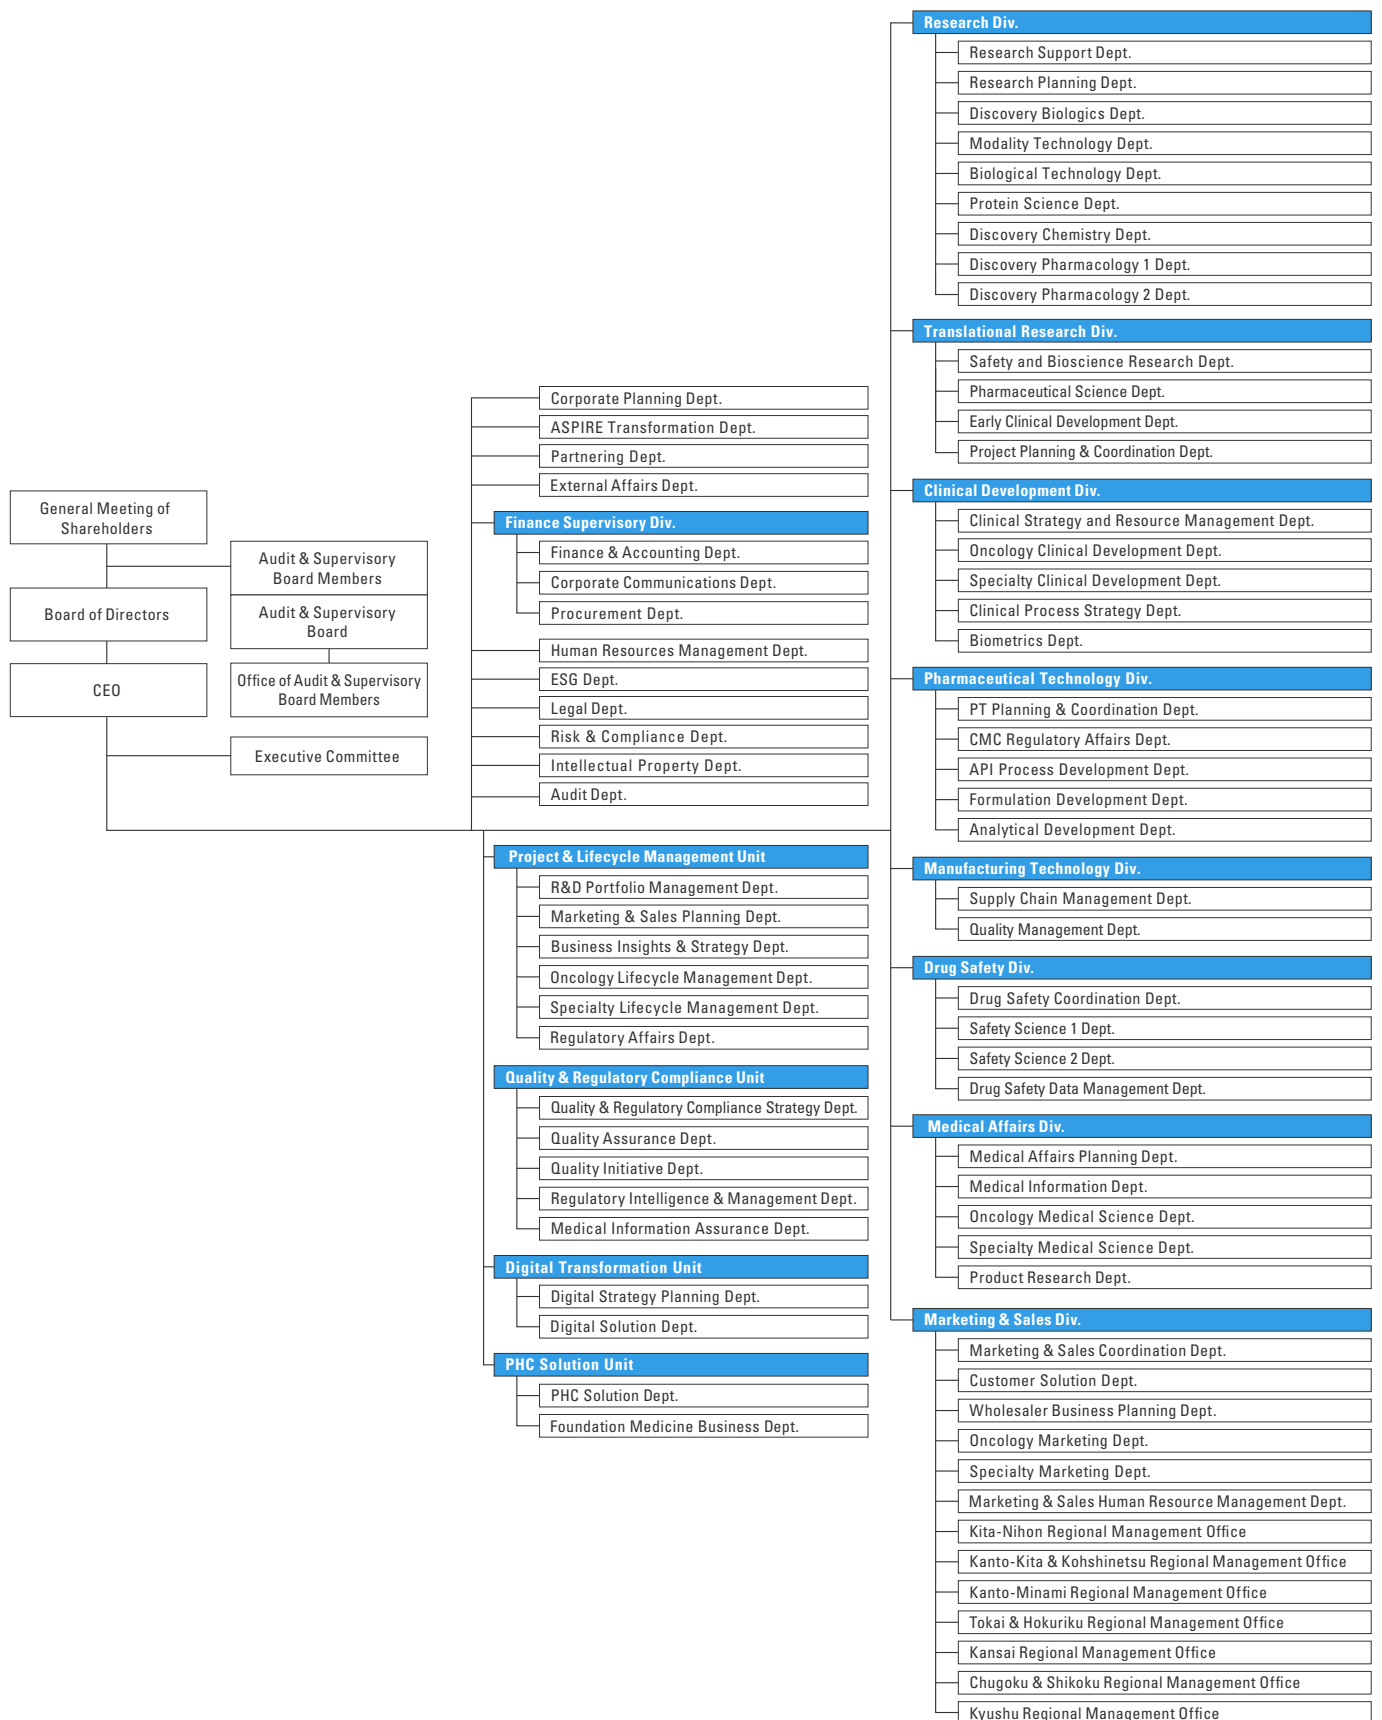 General Meeting of
Shareholders
Audit & Supervisory
Board Members
Board of Directors
Audit & Supervisory
Board
CEO
Office of Audit & Supervisory
Board Members
Executive Committee
Corporate Planning Dept.
ASPIRE Transformation Dept.
Partnering Dept.
External Affairs Dept.
Finance Supervisory Div.
Finance & Accounting Dept.
Corporate Communications Dept.
Procurement Dept.
Human Resources Management Dept.
ESG Dept.
Legal Dept.
Risk & Compliance Dept.
Intellectual Property Dept.
Audit Dept.
Project & Lifecycle Management Unit
R&D Portfolio Management Dept.
Marketing & Sales Planning Dept.
Business Insights & Strategy Dept.
Oncology Lifecycle Management Dept.
Specialty Lifecycle Management Dept.
Regulatory Affairs Dept.
Quality & Regulatory Compliance Unit
Quality & Regulatory Compliance Strategy Dept.
Quality Assurance Dept.
Quality Initiative Dept.
Regulatory Intelligence & Management Dept.
Medical Information Assurance Dept.
Digital Transformation Unit
Digital Strategy Planning Dept.
Digital Solution Dept.
PHC Solution Unit
PHC Solution Dept.
Foundation Medicine Business Dept.
Research Div.
Research Support Dept.
Research Planning Dept.
Discovery Biologics Dept.
Modality Technology Dept.
Biological Technology Dept.
Protein Science Dept.
Discovery Chemistry Dept.
Discovery Pharmacology 1 Dept.
Discovery Pharmacology 2 Dept.
Translational Research Div.
Safety and Bioscience Research Dept.
Pharmaceutical Science Dept.
Early Clinical Development Dept.
Project Planning & Coordination Dept.
Clinical Development Div.
Clinical Strategy and Resource Management Dept.
Oncology Clinical Development Dept.
Specialty Clinical Development Dept.
Clinical Process Strategy Dept.
Biometrics Dept.
Pharmaceutical Technology Div.
PT Planning & Coordination Dept.
CMC Regulatory Affairs Dept.
API Process Development Dept.
Formulation Development Dept.
Analytical Development Dept.
Manufacturing Technology Div.
Supply Chain Management Dept.
Quality Management Dept.
Drug Safety Div.
Drug Safety Coordination Dept.
Safety Science 1 Dept.
Safety Science 2 Dept.
Drug Safety Data Management Dept.
Medical Affairs Div.
Medical Affairs Planning Dept.
Medical Information Dept.
Oncology Medical Science Dept.
Specialty Medical Science Dept.
Product Research Dept.
Marketing & Sales Div.
Marketing & Sales Coordination Dept.
Customer Solution Dept.
Wholesaler Business Planning Dept.
Oncology Marketing Dept.
Specialty Marketing Dept.
Marketing & Sales Human Resource Management Dept.
Kita-Nihon Regional Management Office
Kanto-Kita & Kohshinetsu Regional Management Office
Kanto-Minami Regional Management Office
Tokai & Hokuriku Regional Management Office
Kansai Regional Management Office
Chugoku & Shikoku Regional Management Office
Kyushu Regional Management Office